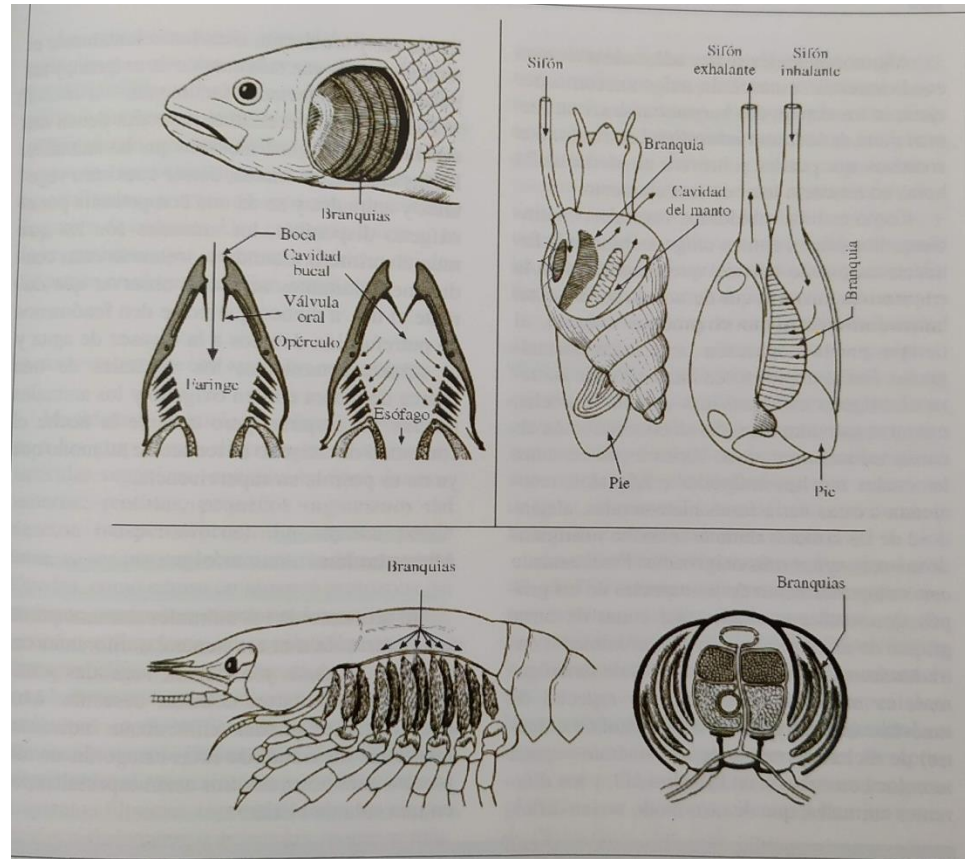 Branquias
Boca
Cavidad
bucal
Válvula
oral
Opérculo
Faringe
Esófago
Sifón
Sifón
exhalante
Sifón
inhalante
Branquia
Cavidad
del manto
Branquia
Pie
Pie
Branquias
Branquias